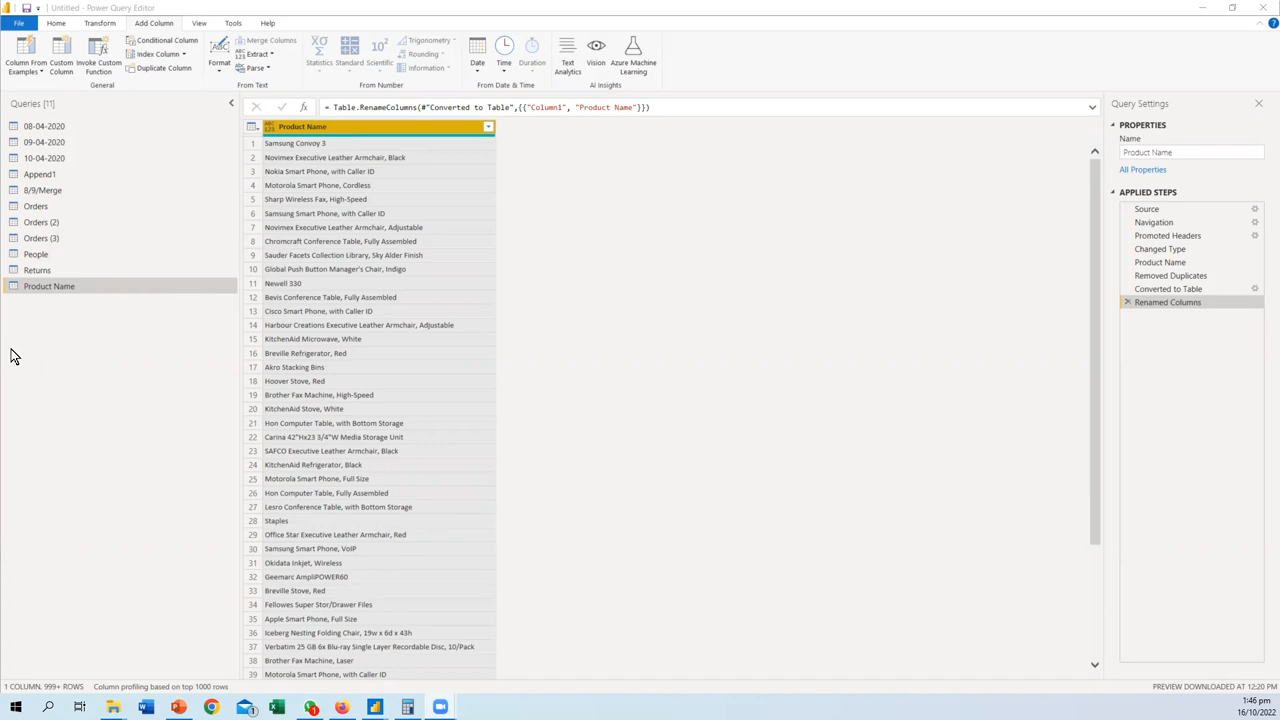 Untitled - Power Query Editor
File Home Transform Add Column View Tools Help
Column From Examples
Custom Column
Invoke Custom Function
Conditional Column
Index Column
Duplicate Column
General
Format
Merge Columns
Extract
Parse
From Text
Statistics
Standard
Scientific
Trigonometry
Rounding
Information
From Number
Date
Time
Duration
From Date & Time
Text Analytics
Vision
Azure Machine Learning
AI Insights
Queries [11]
08-04-2020
09-04-2020
10-04-2020
Append1
8/9/Merge
Orders
Orders (2)
Orders (3)
People
Returns
Product Name
= Table.RenameColumns(#"Converted to Table",{{"Column1", "Product Name"}})
ABC 123 Product Name
1 Samsung Convoy 3
2 Novimex Executive Leather Armchair, Black
3 Nokia Smart Phone, with Caller ID
4 Motorola Smart Phone, Cordless
5 Sharp Wireless Fax, High-Speed
6 Samsung Smart Phone, with Caller ID
7 Novimex Executive Leather Armchair, Adjustable
8 Chromcraft Conference Table, Fully Assembled
9 Sauder Facets Collection Library, Sky Alder Finish
10 Global Push Button Manager's Chair, Indigo
11 Newell 330
12 Bevis Conference Table, Fully Assembled
13 Cisco Smart Phone, with Caller ID
14 Harbour Creations Executive Leather Armchair, Adjustable
15 KitchenAid Microwave, White
16 Breville Refrigerator, Red
17 Akro Stacking Bins
18 Hoover Stove, Red
19 Brother Fax Machine, High-Speed
20 KitchenAid Stove, White
21 Hon Computer Table, with Bottom Storage
22 Carina 42"Hx23 3/4"W Media Storage Unit
23 SAFCO Executive Leather Armchair, Black
24 KitchenAid Refrigerator, Black
25 Motorola Smart Phone, Full Size
26 Hon Computer Table, Fully Assembled
27 Lesro Conference Table, with Bottom Storage
28 Staples
29 Office Star Executive Leather Armchair, Red
30 Samsung Smart Phone, VoIP
31 Okidata Inkjet, Wireless
32 Geemarc AmpliPOWER60
33 Breville Stove, Red
34 Fellowes Super Stor/Drawer Files
35 Apple Smart Phone, Full Size
36 Iceberg Nesting Folding Chair, 19w x 6d x 43h
37 Verbatim 25 GB 6x Blu-ray Single Layer Recordable Disc, 10/Pack
38 Brother Fax Machine, Laser
39 Motorola Smart Phone, with Caller ID
Query Settings
PROPERTIES
Name
Product Name
All Properties
APPLIED STEPS
Source
Navigation
Promoted Headers
Changed Type
Product Name
Removed Duplicates
Converted to Table
Renamed Columns
1 COLUMN, 999+ ROWS Column profiling based on top 1000 rows
PREVIEW DOWNLOADED AT 12:20 PM
1:46 pm
16/10/2022